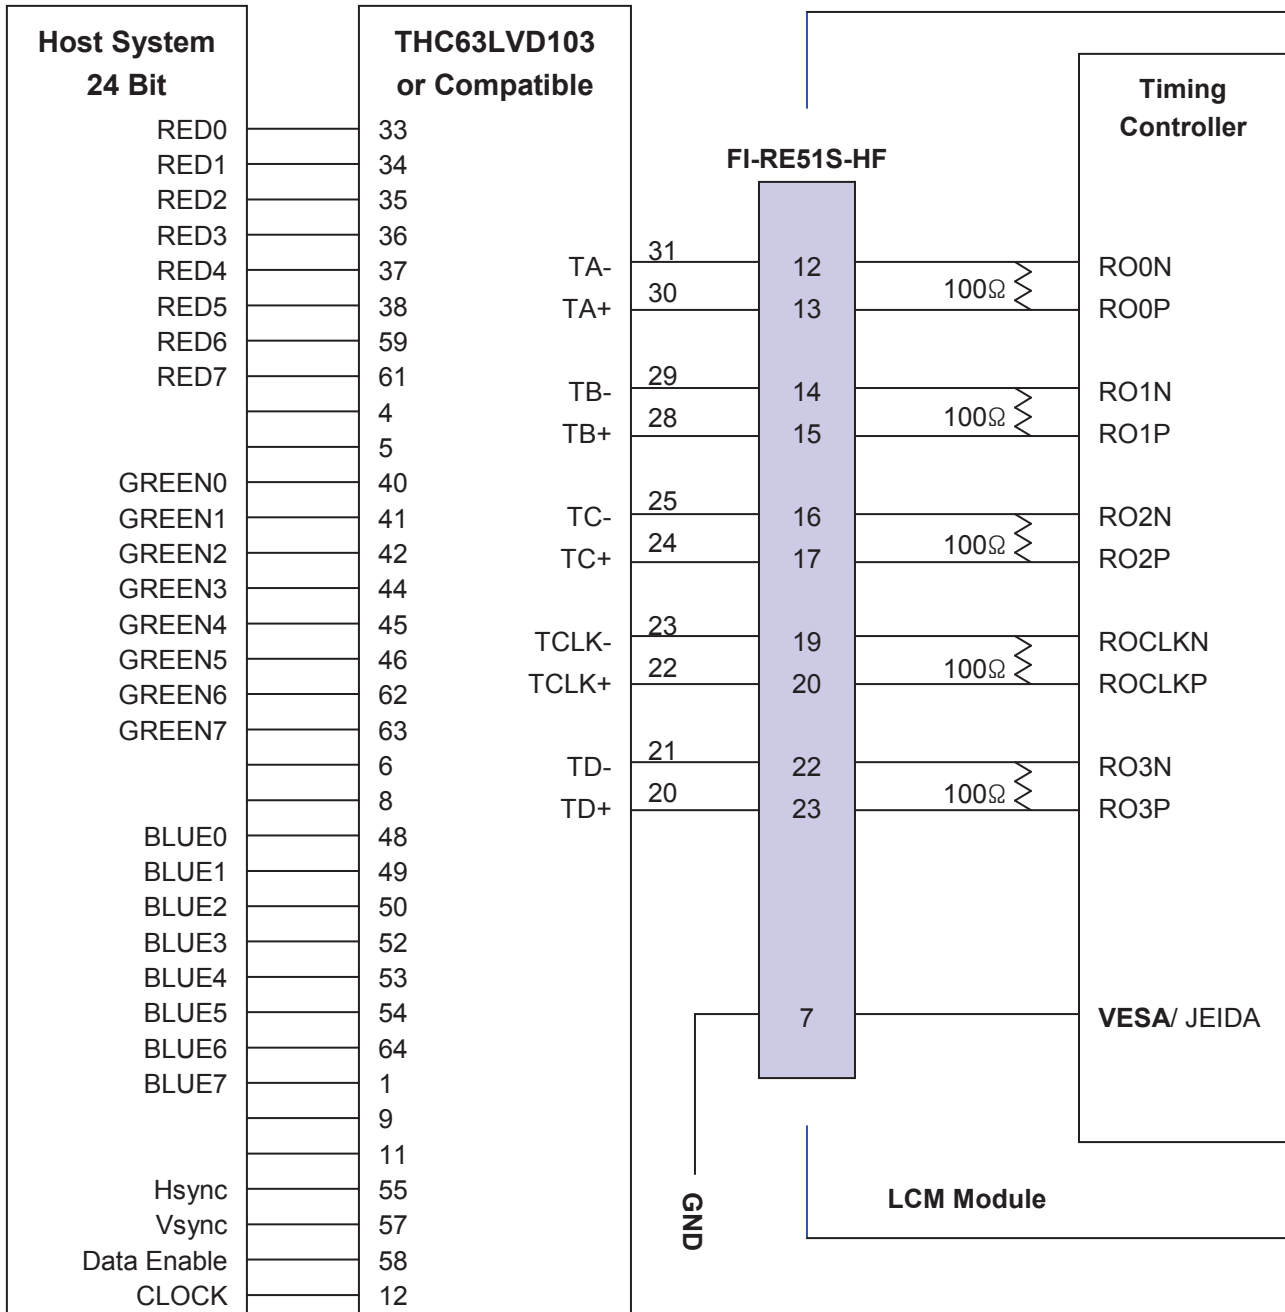 Host System
24 Bit
RED0
RED1
RED2
RED3
RED4
RED5
RED6
RED7
GREEN0
GREEN1
GREEN2
GREEN3
GREEN4
GREEN5
GREEN6
GREEN7
BLUE0
BLUE1
BLUE2
BLUE3
BLUE4
BLUE5
BLUE6
BLUE7
Hsync
Vsync
Data Enable
CLOCK
THC63LVD103
or Compatible
33
34
35
36
37
38
59
61
4
5
40
41
42
44
45
46
62
63
6
8
48
49
50
52
53
54
64
1
9
11
55
57
58
12
TA- 31
TA+ 30
TB- 29
TB+ 28
TC- 25
TC+ 24
TCLK- 23
TCLK+ 22
TD- 21
TD+ 20
GND
FI-RE51S-HF
12
13
14
15
16
17
19
20
22
23
7
100Ω
100Ω
100Ω
100Ω
100Ω
Timing
Controller
RO0N
RO0P
RO1N
RO1P
RO2N
RO2P
ROCLKN
ROCLKP
RO3N
RO3P
VESA/ JEIDA
LCM Module